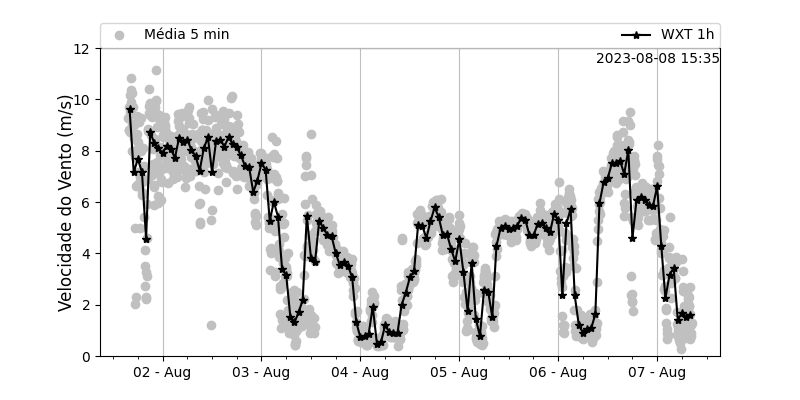 Média 5 min
WXT 1h
2023-08-08 15:35
Velocidade do Vento (m/s)
12
10
8
6
4
2
0
02 - Aug
03 - Aug
04 - Aug
05 - Aug
06 - Aug
07 - Aug